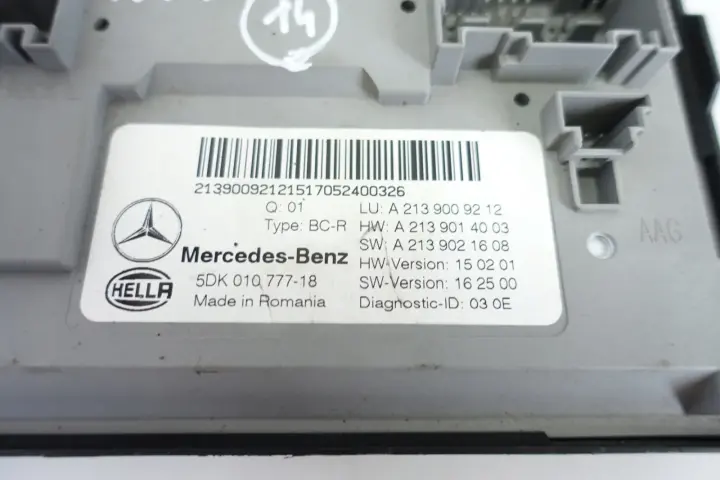 14
21390092121517052400326
Q: 01 LU: A 213 900 92 12
Type: BC-R HW: A 213 901 40 03
SW: A 213 902 16 08
Mercedes-Benz HW-Version: 15 02 01
5DK 010 777-18 SW-Version: 16 25 00
HELLA
Made in Romania Diagnostic-ID: 03 0E
AAG